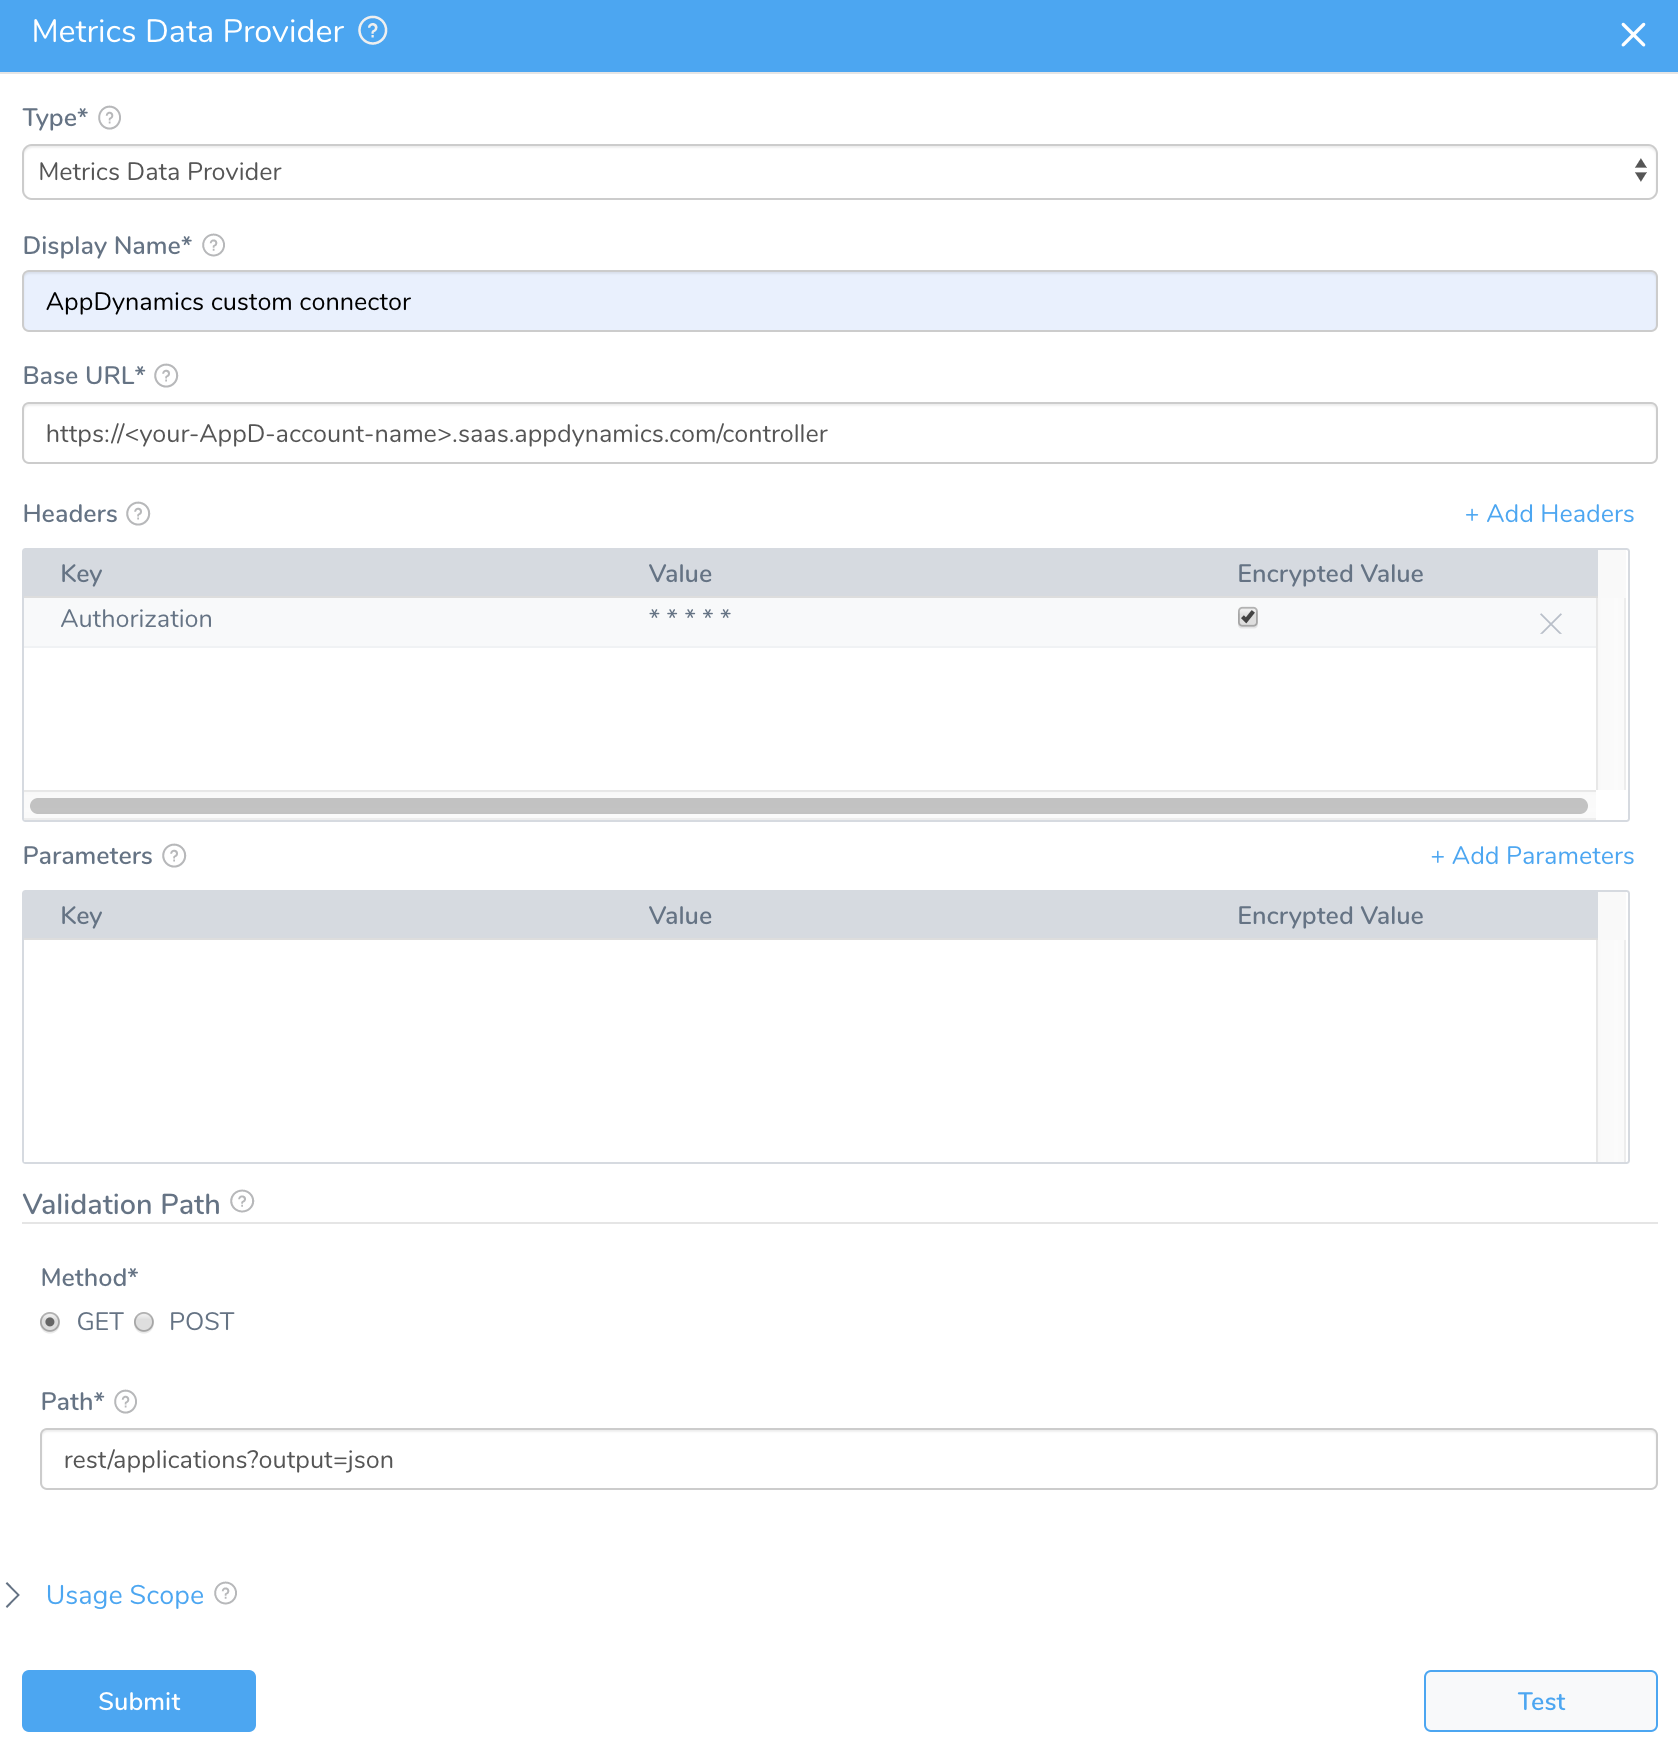 Metrics Data Provider ?
Type* ?
Metrics Data Provider
Display Name* ?
AppDynamics custom connector
Base URL* ?
https://<your-AppD-account-name>.saas.appdynamics.com/controller
Headers ? + Add Headers
Key Value Encrypted Value
Authorization *****
Parameters ? + Add Parameters
Key Value Encrypted Value
Validation Path ?
Method*
GET POST
Path* ?
rest/applications?output=json
Usage Scope ?
Submit Test